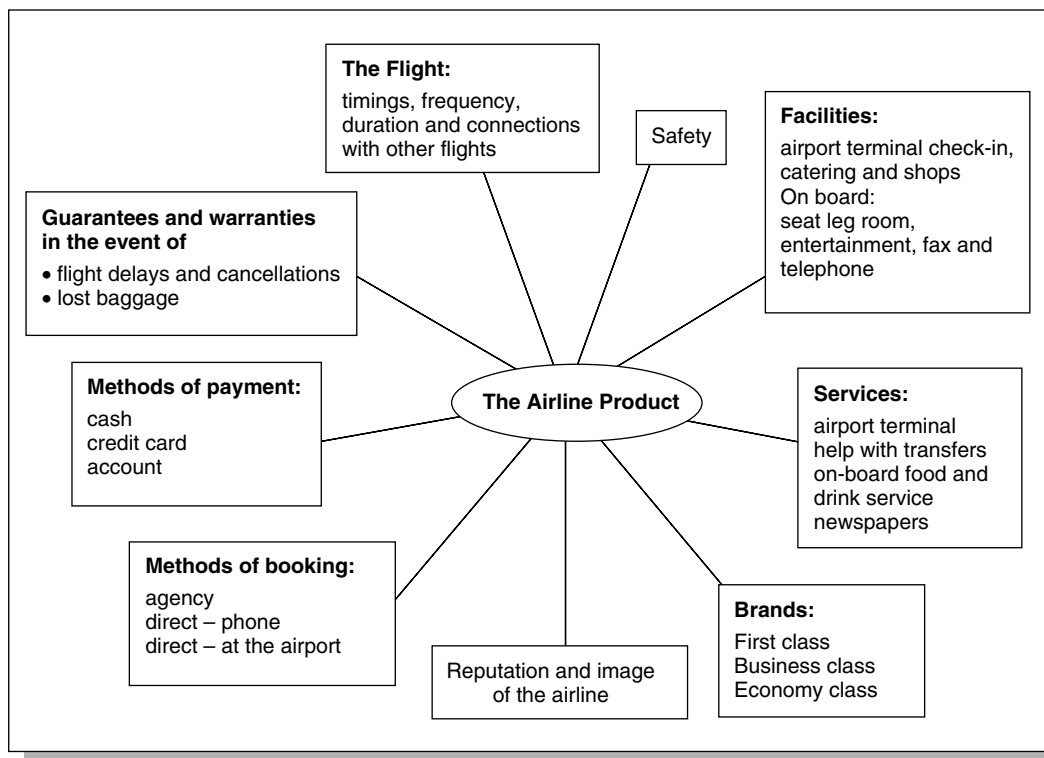 The Flight:
timings, frequency,
duration and connections
with other flights
Safety
Facilities:
airport terminal check-in,
catering and shops
On board:
seat leg room,
entertainment, fax and
telephone
Guarantees and warranties
in the event of
• flight delays and cancellations
• lost baggage
Methods of payment:
cash
credit card
account
The Airline Product
Services:
airport terminal
help with transfers
on-board food and
drink service
newspapers
Methods of booking:
agency
direct – phone
direct – at the airport
Reputation and image
of the airline
Brands:
First class
Business class
Economy class